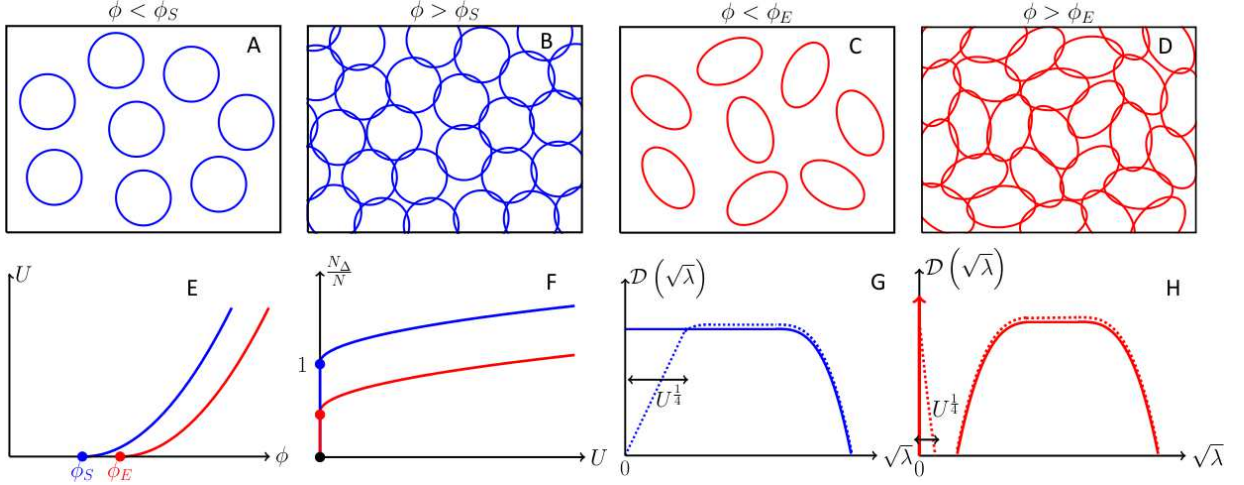 ϕ < ϕ_S
ϕ > ϕ_S
ϕ < ϕ_E
ϕ > ϕ_E
A
B
C
D
U
E
ϕ_S
ϕ_E
ϕ
N_Δ/N
F
1
U
𝒟(√λ)
G
U^{1/4}
0
√λ
𝒟(√λ)
H
U^{1/4}
0
√λ